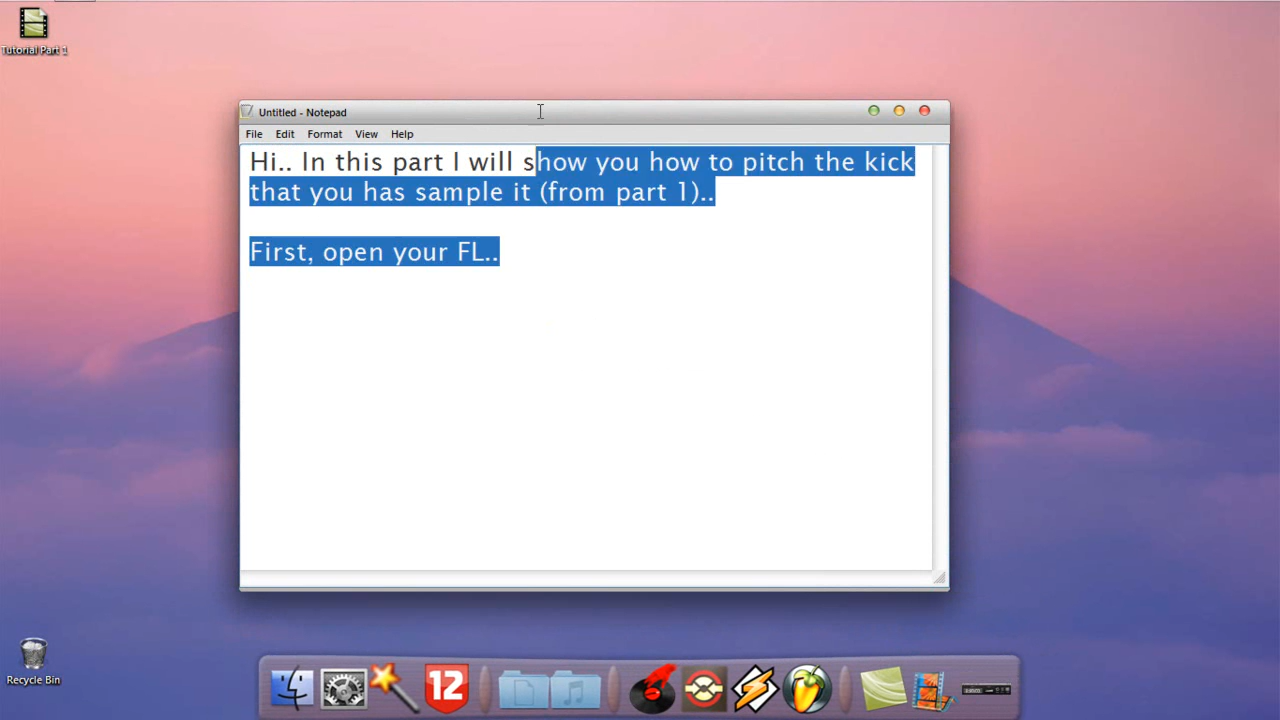 Tutorial Part 1
Untitled - Notepad
File Edit Format View Help
Hi.. In this part I will show you how to pitch the kick
that you has sample it (from part 1)..
First, open your FL..
Recycle Bin
12